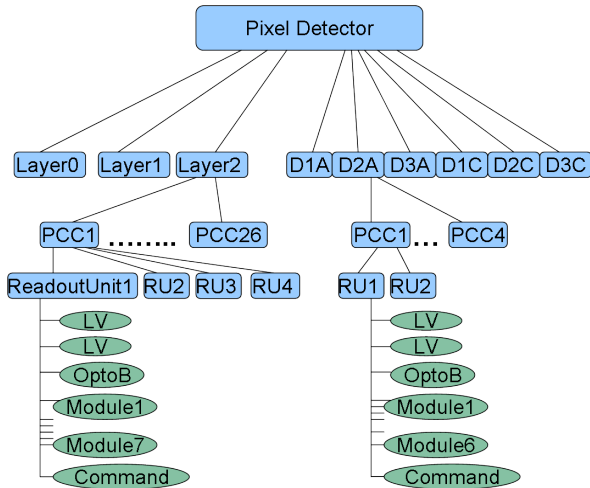 Pixel Detector
Layer0 Layer1 Layer2 D1A D2A D3A D1C D2C D3C
PCC1 ........ PCC26 PCC1 ... PCC4
ReadoutUnit1 RU2 RU3 RU4 RU1 RU2
LV LV
LV LV
OptoB OptoB
Module1 Module1
Module7 Module6
Command Command